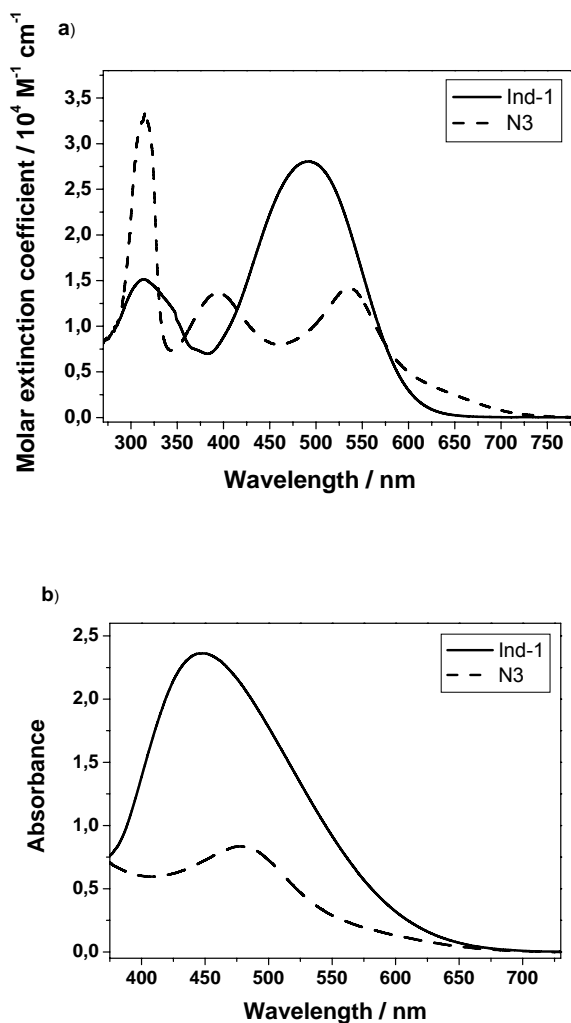 a)
Molar extinction coefficient / 10⁴ M⁻¹ cm⁻¹
3,5
3,0
2,5
2,0
1,5
1,0
0,5
0,0
Ind-1
N3
300 350 400 450 500 550 600 650 700 750
Wavelength / nm
b)
Absorbance
2,5
2,0
1,5
1,0
0,5
0,0
Ind-1
N3
400 450 500 550 600 650 700
Wavelength / nm